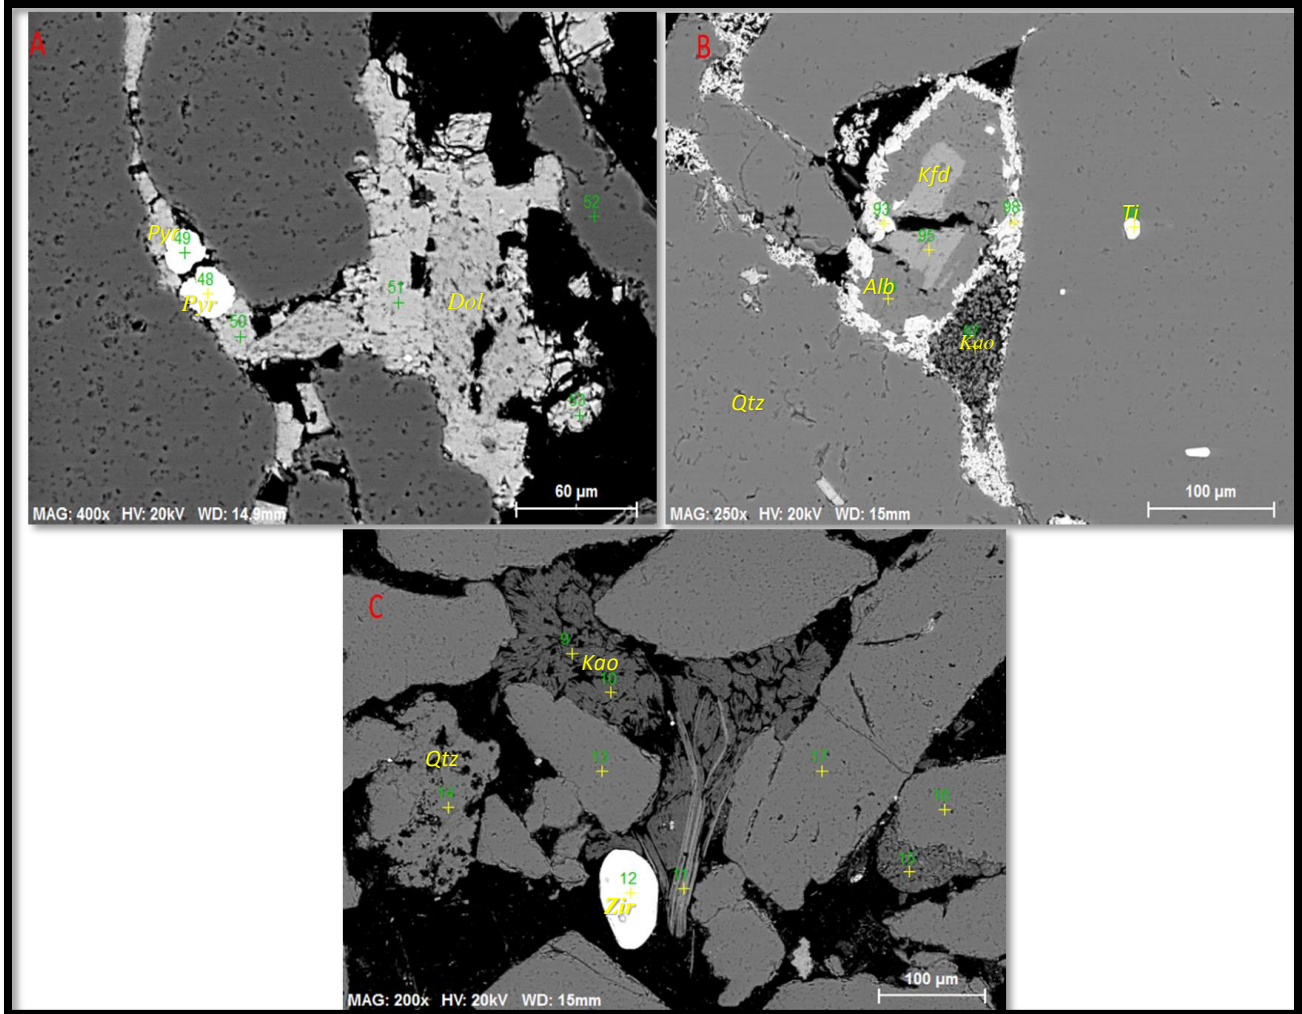 A
Pyr
49
48
Pyr
50
51
Dol
52
53
60 µm
MAG: 400x HV: 20kV WD: 14.9mm
B
Kfd
93
98
95
Alb
Kao
Qtz
Ti
100 µm
MAG: 250x HV: 20kV WD: 15mm
C
9
Kao
10
Qtz
14
13
17
16
15
12
Zir
11
100 µm
MAG: 200x HV: 20kV WD: 15mm